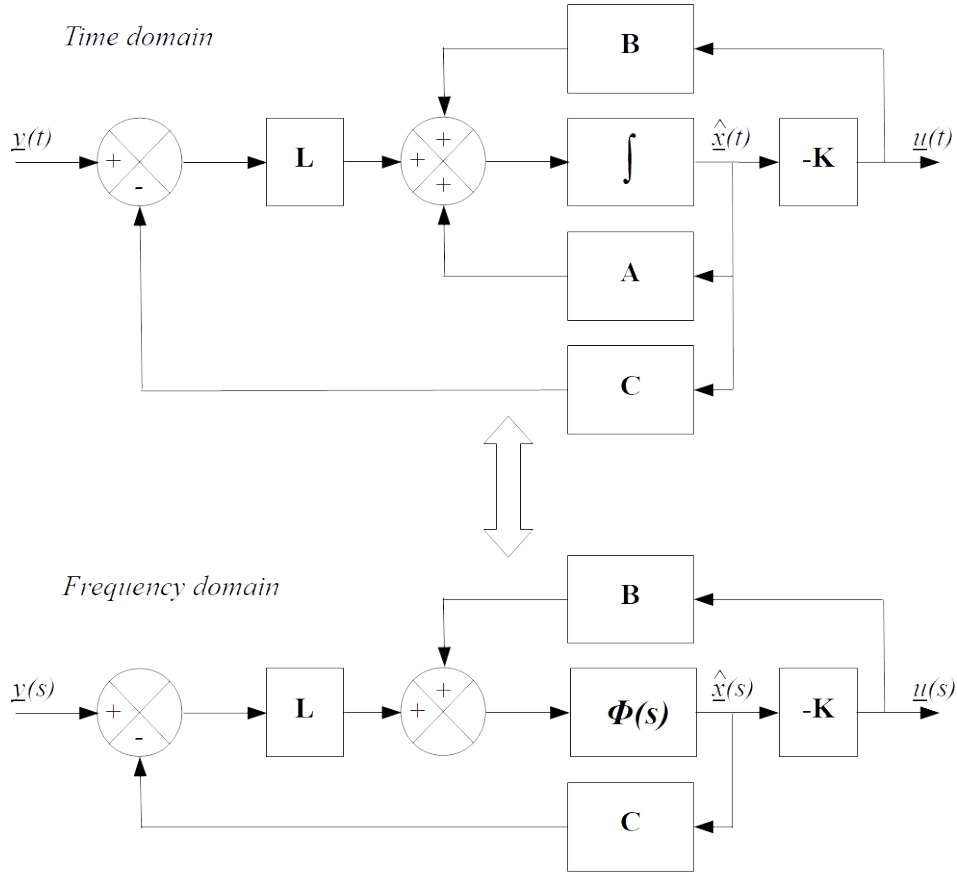 Time domain
B
y(t)
+
-
L
+
+
+
∫
x̂(t)
-K
u(t)
A
C
Frequency domain
B
y(s)
+
-
L
+
+
Φ(s)
x̂(s)
-K
u(s)
C